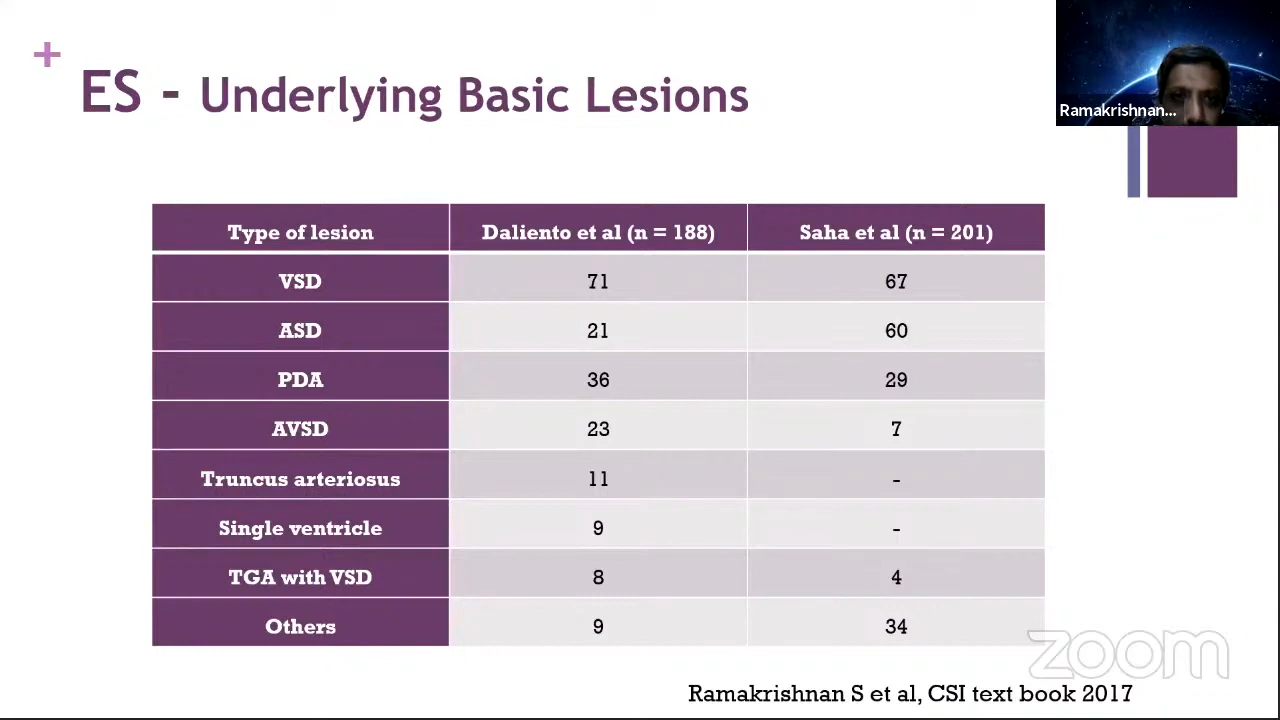 +
ES - Underlying Basic Lesions
Ramakrishnan...
Type of lesion Daliento et al (n = 188) Saha et al (n = 201)
VSD 71 67
ASD 21 60
PDA 36 29
AVSD 23 7
Truncus arteriosus 11 -
Single ventricle 9 -
TGA with VSD 8 4
Others 9 34
zoom
Ramakrishnan S et al, CSI text book 2017